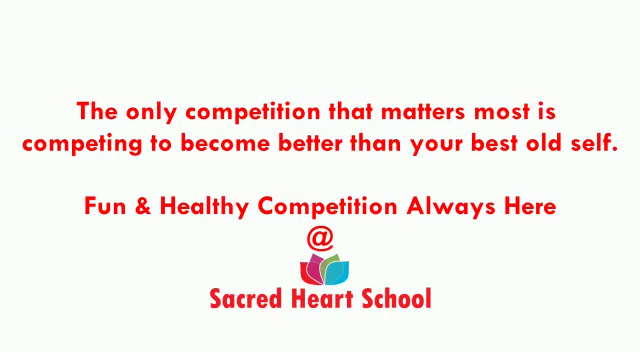 The only competition that matters most is
competing to become better than your best old self.
Fun & Healthy Competition Always Here
@
Sacred Heart School